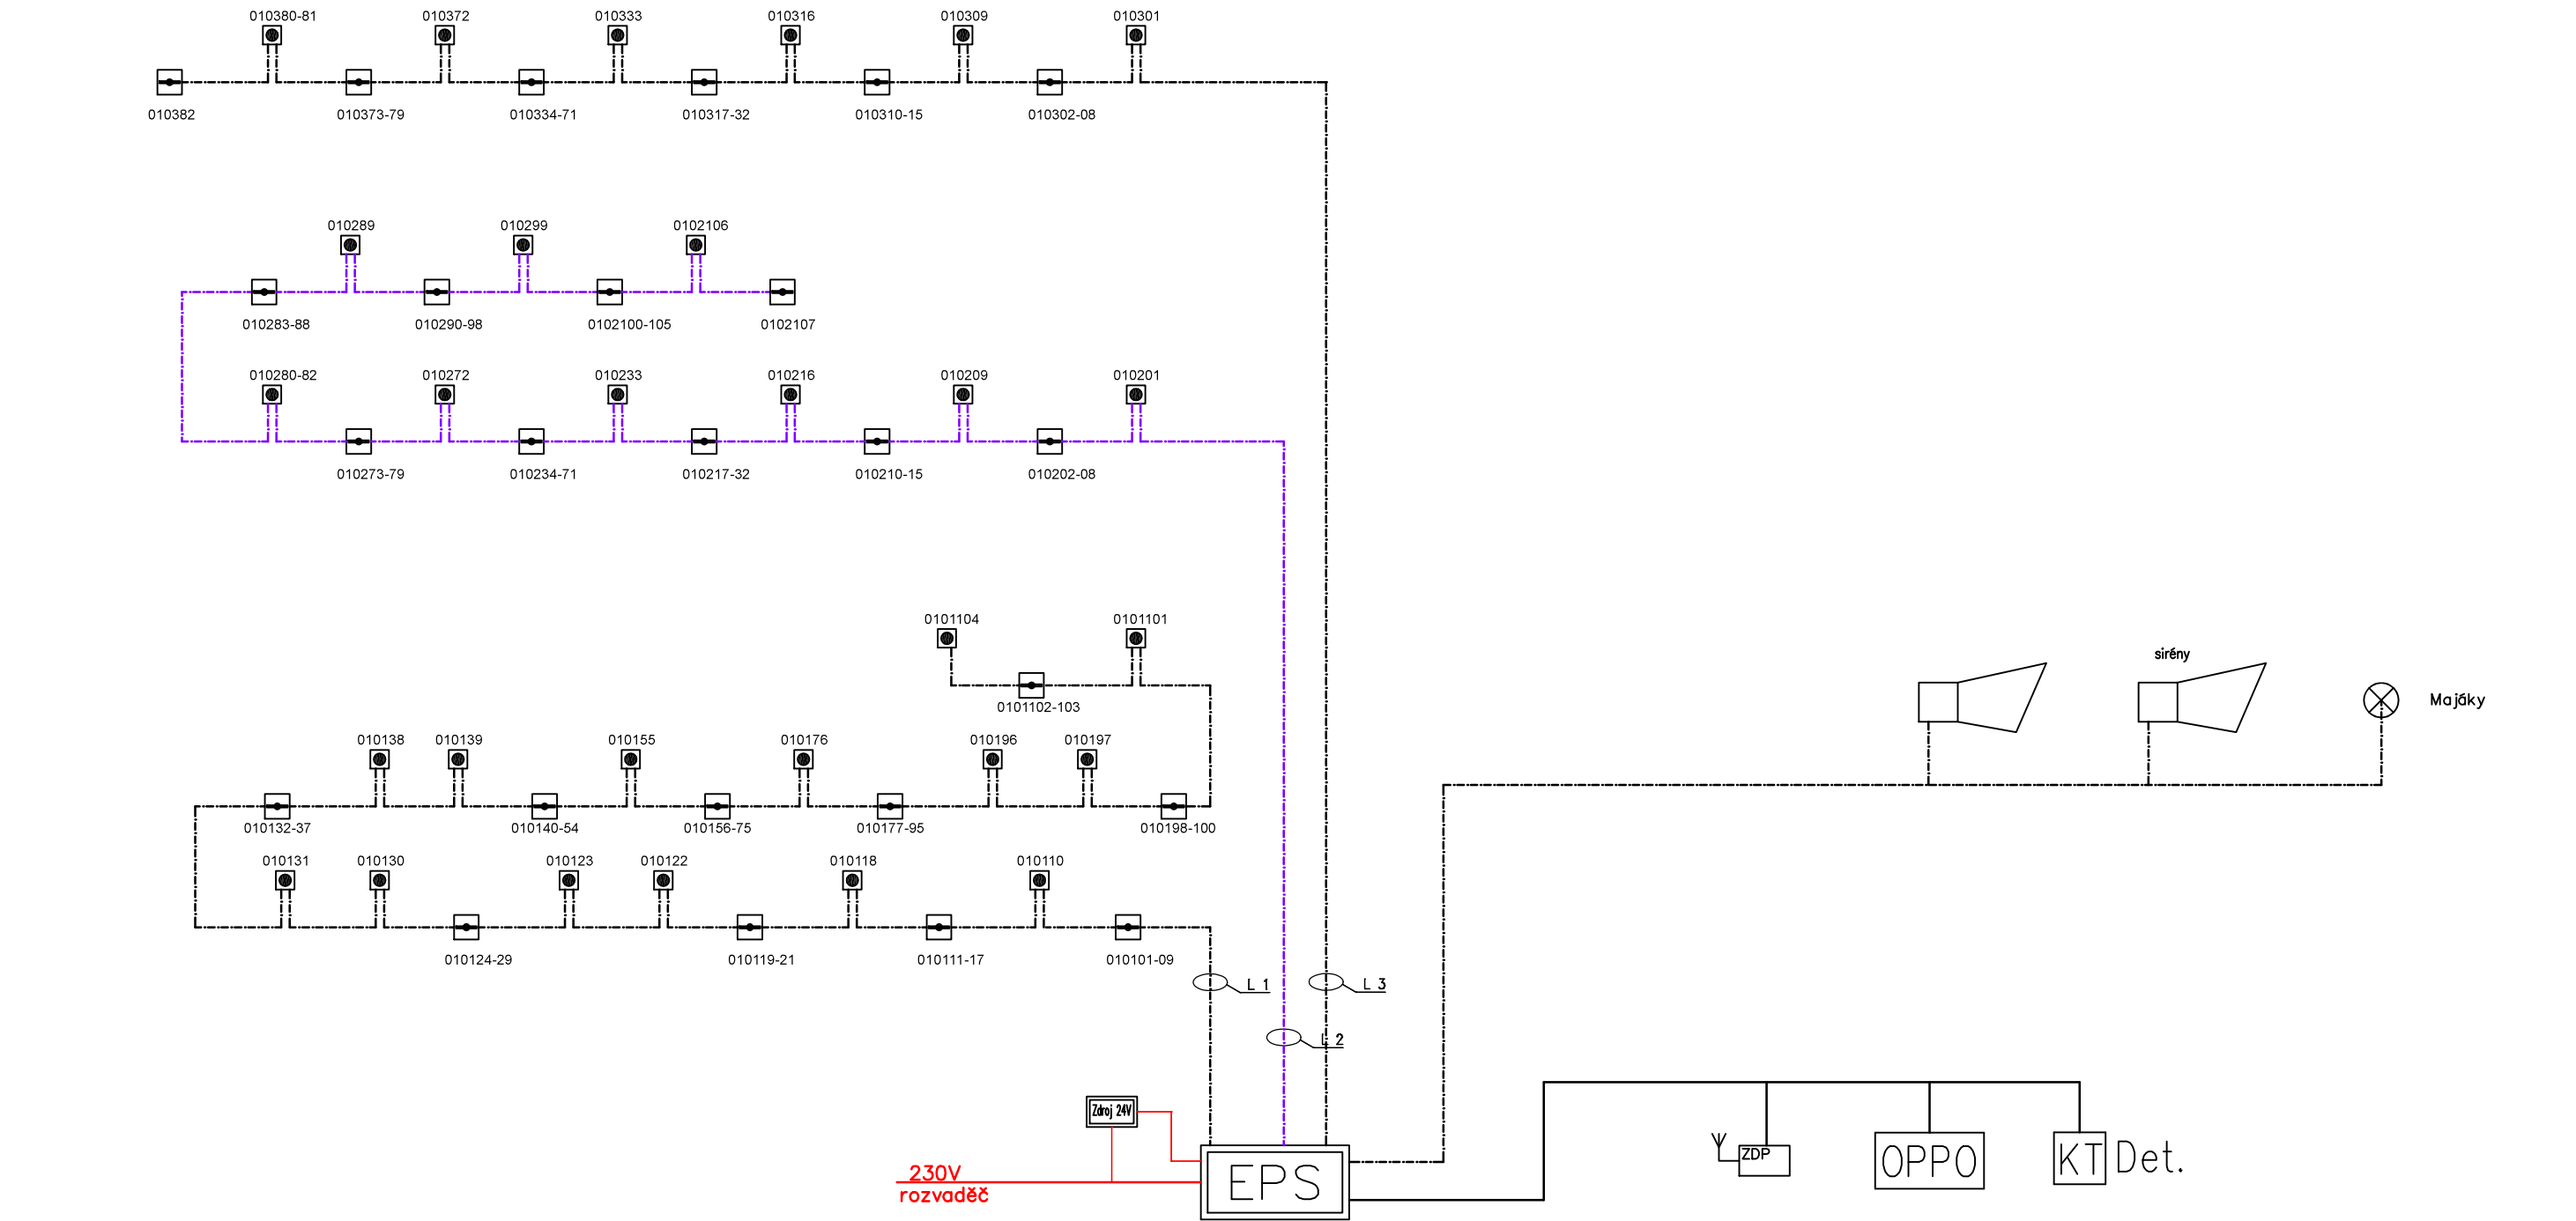 010380-81 010372 010333 010316 010309 010301
010382 010373-79 010334-71 010317-32 010310-15 010302-08
010289 010299 0102106
010283-88 010290-98 0102100-105 0102107
010280-82 010272 010233 010216 010209 010201
010273-79 010234-71 010217-32 010210-15 010202-08
0101104 0101101
sirény
Majáky
0101102-103
010138 010139 010155 010176 010196 010197
010132-37 010140-54 010156-75 010177-95 010198-100
010131 010130 010123 010122 010118 010110
010124-29 010119-21 010111-17 010101-09
L 1
L 3
L 2
Zdroj 24V
230V
rozvaděč
EPS
ZDP
OPPO
KT Det.